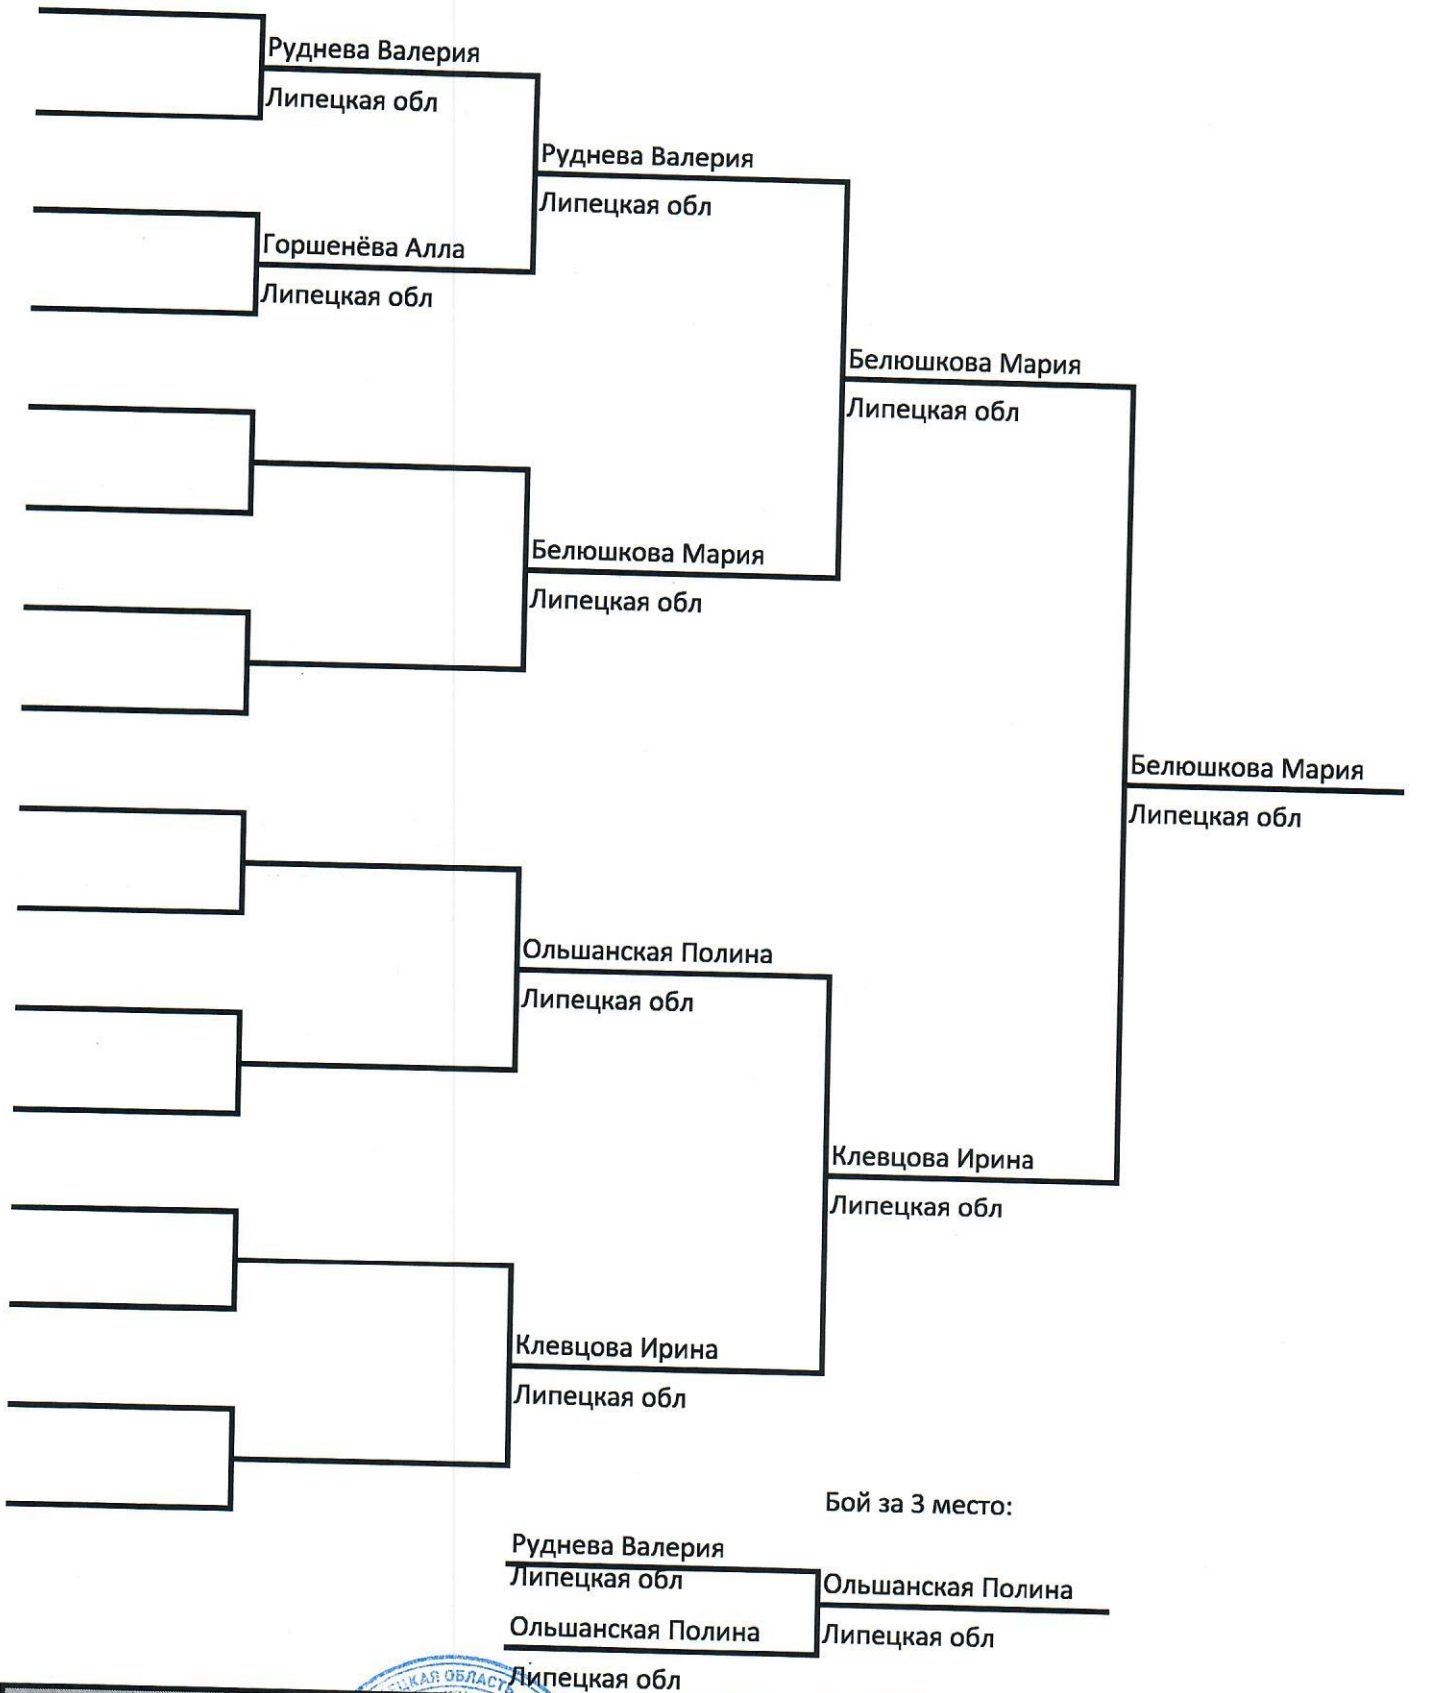 Руднева Валерия
Липецкая обл
Руднева Валерия
Липецкая обл
Горшенёва Алла
Липецкая обл
Белюшкова Мария
Липецкая обл
Белюшкова Мария
Липецкая обл
Белюшкова Мария
Липецкая обл
Ольшанская Полина
Липецкая обл
Клевцова Ирина
Липецкая обл
Клевцова Ирина
Липецкая обл
Бой за 3 место:
Руднева Валерия
Липецкая обл
Ольшанская Полина
Липецкая обл
Ольшанская Полина
Липецкая обл
ОБЛАСТЬ